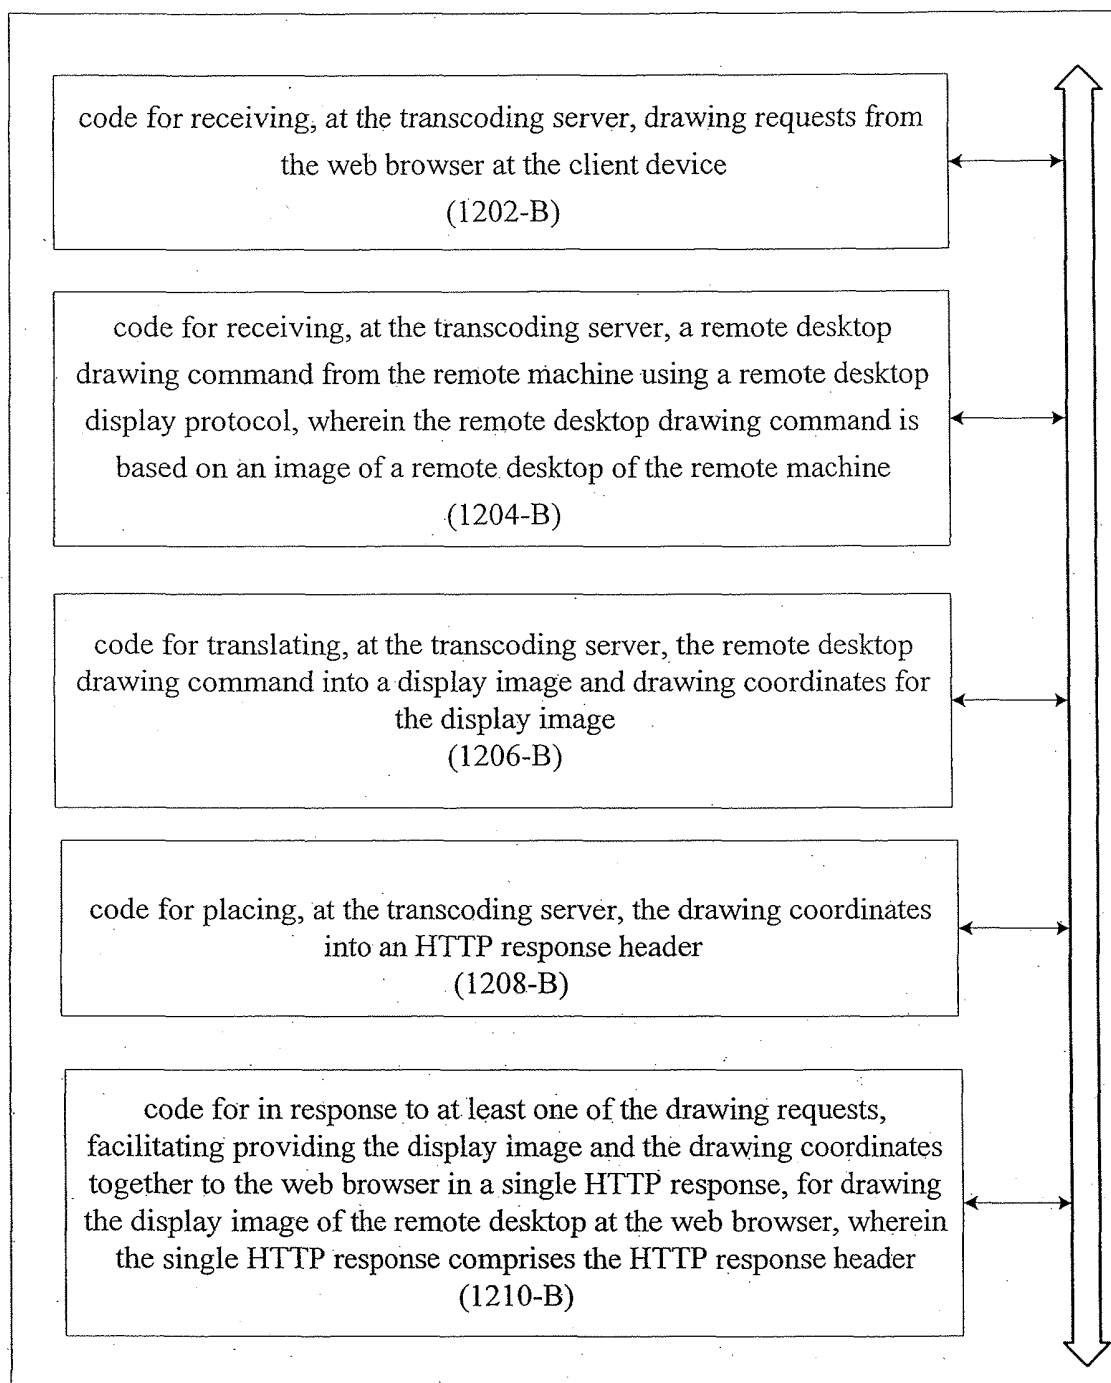 code for receiving, at the transcoding server, drawing requests from
the web browser at the client device
(1202-B)
code for receiving, at the transcoding server, a remote desktop
drawing command from the remote machine using a remote desktop
display protocol, wherein the remote desktop drawing command is
based on an image of a remote desktop of the remote machine
(1204-B)
code for translating, at the transcoding server, the remote desktop
drawing command into a display image and drawing coordinates for
the display image
(1206-B)
code for placing, at the transcoding server, the drawing coordinates
into an HTTP response header
(1208-B)
code for in response to at least one of the drawing requests,
facilitating providing the display image and the drawing coordinates
together to the web browser in a single HTTP response, for drawing
the display image of the remote desktop at the web browser, wherein
the single HTTP response comprises the HTTP response header
(1210-B)